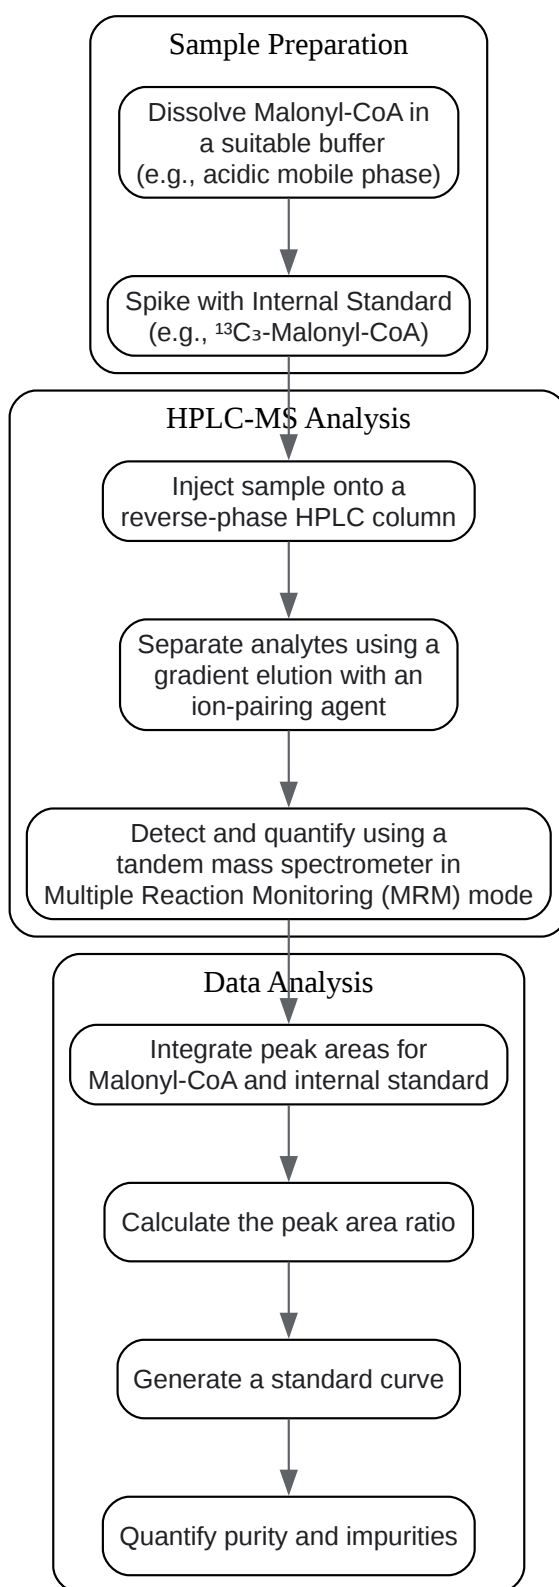 Sample Preparation
Dissolve Malonyl-CoA in
a suitable buffer
(e.g., acidic mobile phase)
Spike with Internal Standard
(e.g., ¹³C₃-Malonyl-CoA)
HPLC-MS Analysis
Inject sample onto a
reverse-phase HPLC column
Separate analytes using a
gradient elution with an
ion-pairing agent
Detect and quantify using a
tandem mass spectrometer in
Multiple Reaction Monitoring (MRM) mode
Data Analysis
Integrate peak areas for
Malonyl-CoA and internal standard
Calculate the peak area ratio
Generate a standard curve
Quantify purity and impurities